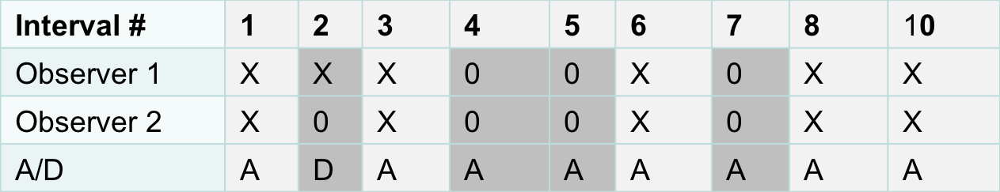 Interval # 1 2 3 4 5 6 7 8 10
Observer 1 X X X 0 0 X 0 X X
Observer 2 X 0 X 0 0 X 0 X X
A/D A D A A A A A A A